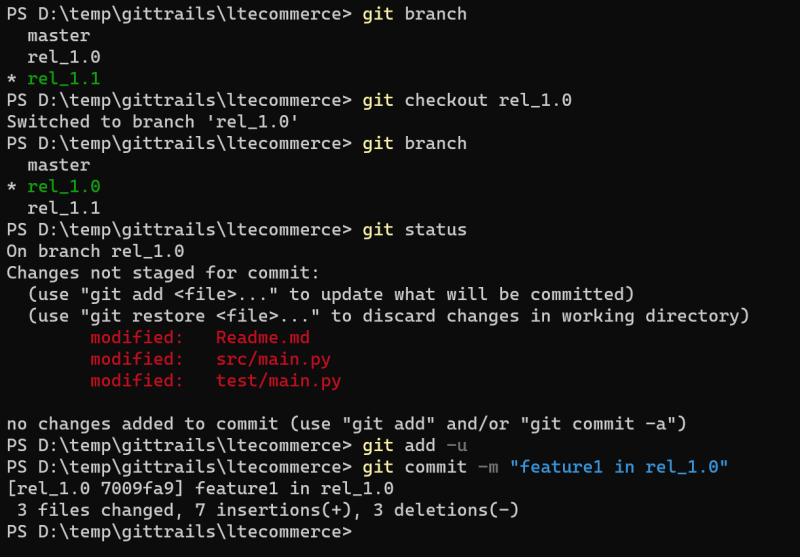 PS D:\temp\gittrails\ltecommerce> git branch
  master
  rel_1.0
* rel_1.1
PS D:\temp\gittrails\ltecommerce> git checkout rel_1.0
Switched to branch 'rel_1.0'
PS D:\temp\gittrails\ltecommerce> git branch
  master
* rel_1.0
  rel_1.1
PS D:\temp\gittrails\ltecommerce> git status
On branch rel_1.0
Changes not staged for commit:
  (use "git add <file>..." to update what will be committed)
  (use "git restore <file>..." to discard changes in working directory)
        modified:   Readme.md
        modified:   src/main.py
        modified:   test/main.py

no changes added to commit (use "git add" and/or "git commit -a")
PS D:\temp\gittrails\ltecommerce> git add -u
PS D:\temp\gittrails\ltecommerce> git commit -m "feature1 in rel_1.0"
[rel_1.0 7009fa9] feature1 in rel_1.0
 3 files changed, 7 insertions(+), 3 deletions(-)
PS D:\temp\gittrails\ltecommerce>